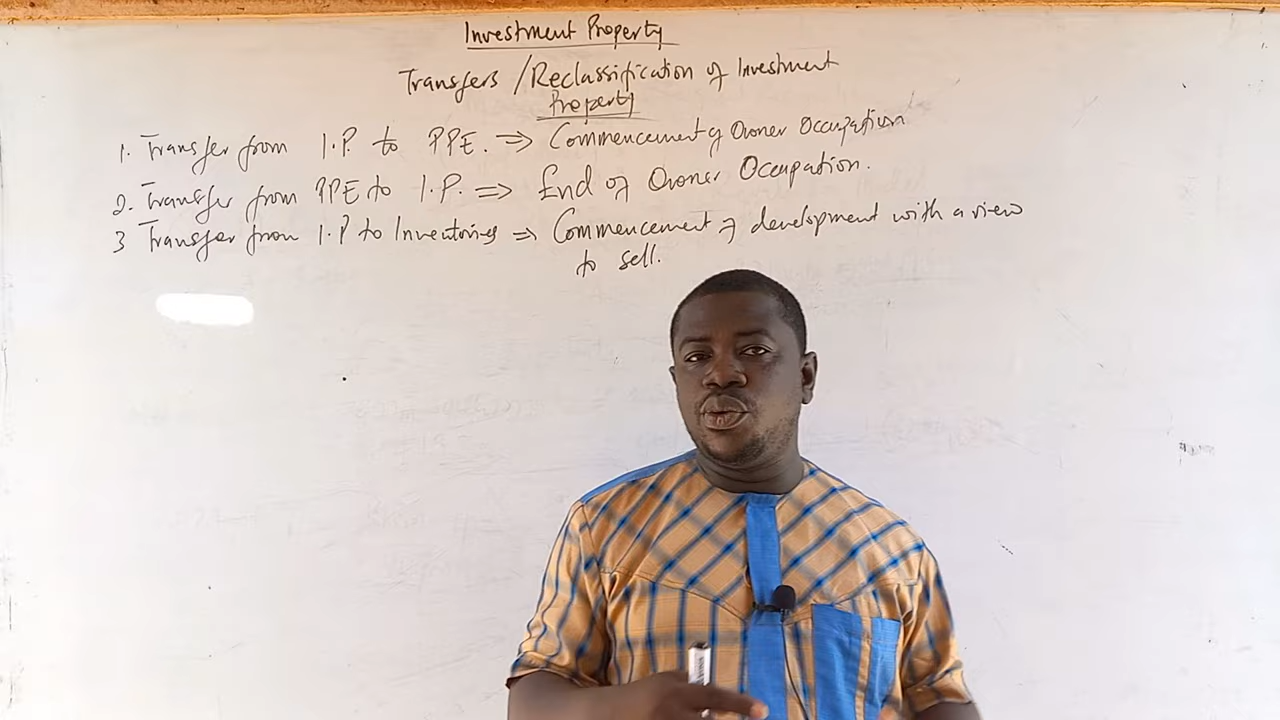 Investment Property
Transfers / Reclassification of Investment
Property
1. Transfer from I.P. to PPE. => Commencement of Owner Occupation
2. Transfer from PPE to I.P. => End of Owner Occupation.
3 Transfer from I.P to Inventories => Commencement of development with a view
to sell.